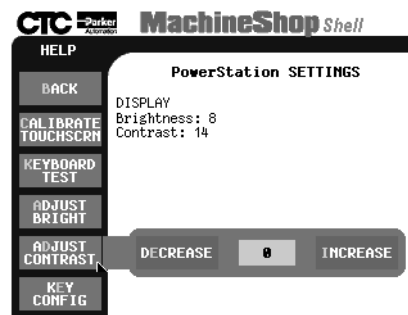 CTC Parker Automation MachineShop Shell
HELP
BACK
CALIBRATE
TOUCHSCRN
KEYBOARD
TEST
ADJUST
BRIGHT
ADJUST
CONTRAST
KEY
CONFIG
PowerStation SETTINGS
DISPLAY
Brightness: 8
Contrast: 14
DECREASE 0 INCREASE